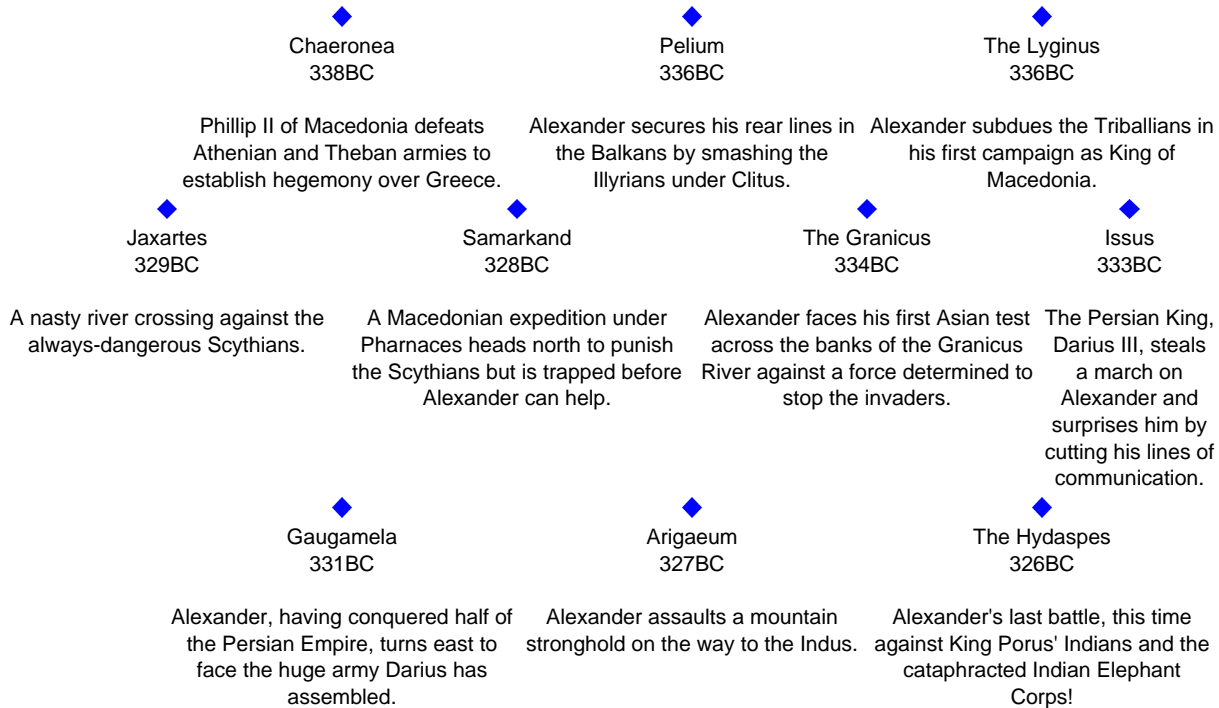 Chaeronea
338BC
Phillip II of Macedonia defeats
Athenian and Theban armies to
establish hegemony over Greece.
Pelium
336BC
Alexander secures his rear lines in
the Balkans by smashing the
Illyrians under Clitus.
The Lyginus
336BC
Alexander subdues the Triballians in
his first campaign as King of
Macedonia.
Jaxartes
329BC
A nasty river crossing against the
always-dangerous Scythians.
Samarkand
328BC
A Macedonian expedition under
Pharnaces heads north to punish
the Scythians but is trapped before
Alexander can help.
The Granicus
334BC
Alexander faces his first Asian test
across the banks of the Granicus
River against a force determined to
stop the invaders.
Issus
333BC
The Persian King,
Darius III, steals
a march on
Alexander and
surprises him by
cutting his lines of
communication.
Gaugamela
331BC
Alexander, having conquered half of
the Persian Empire, turns east to
face the huge army Darius has
assembled.
Arigaeum
327BC
Alexander assaults a mountain
stronghold on the way to the Indus.
The Hydaspes
326BC
Alexander's last battle, this time
against King Porus' Indians and the
cataphracted Indian Elephant
Corps!